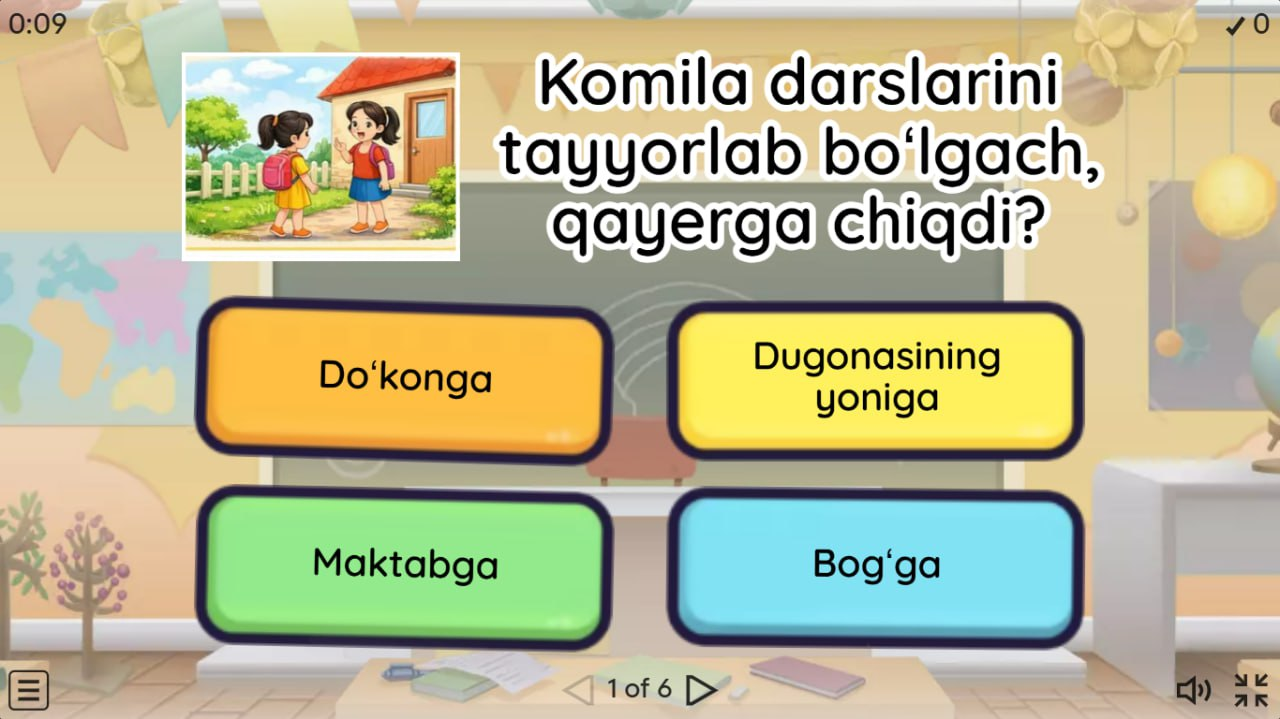 0:09
✓ 0
Komila darslarini
tayyorlab bo‘lgach,
qayerga chiqdi?
Do‘konga
Dugonasining
yoniga
Maktabga
Bog‘ga
1 of 6